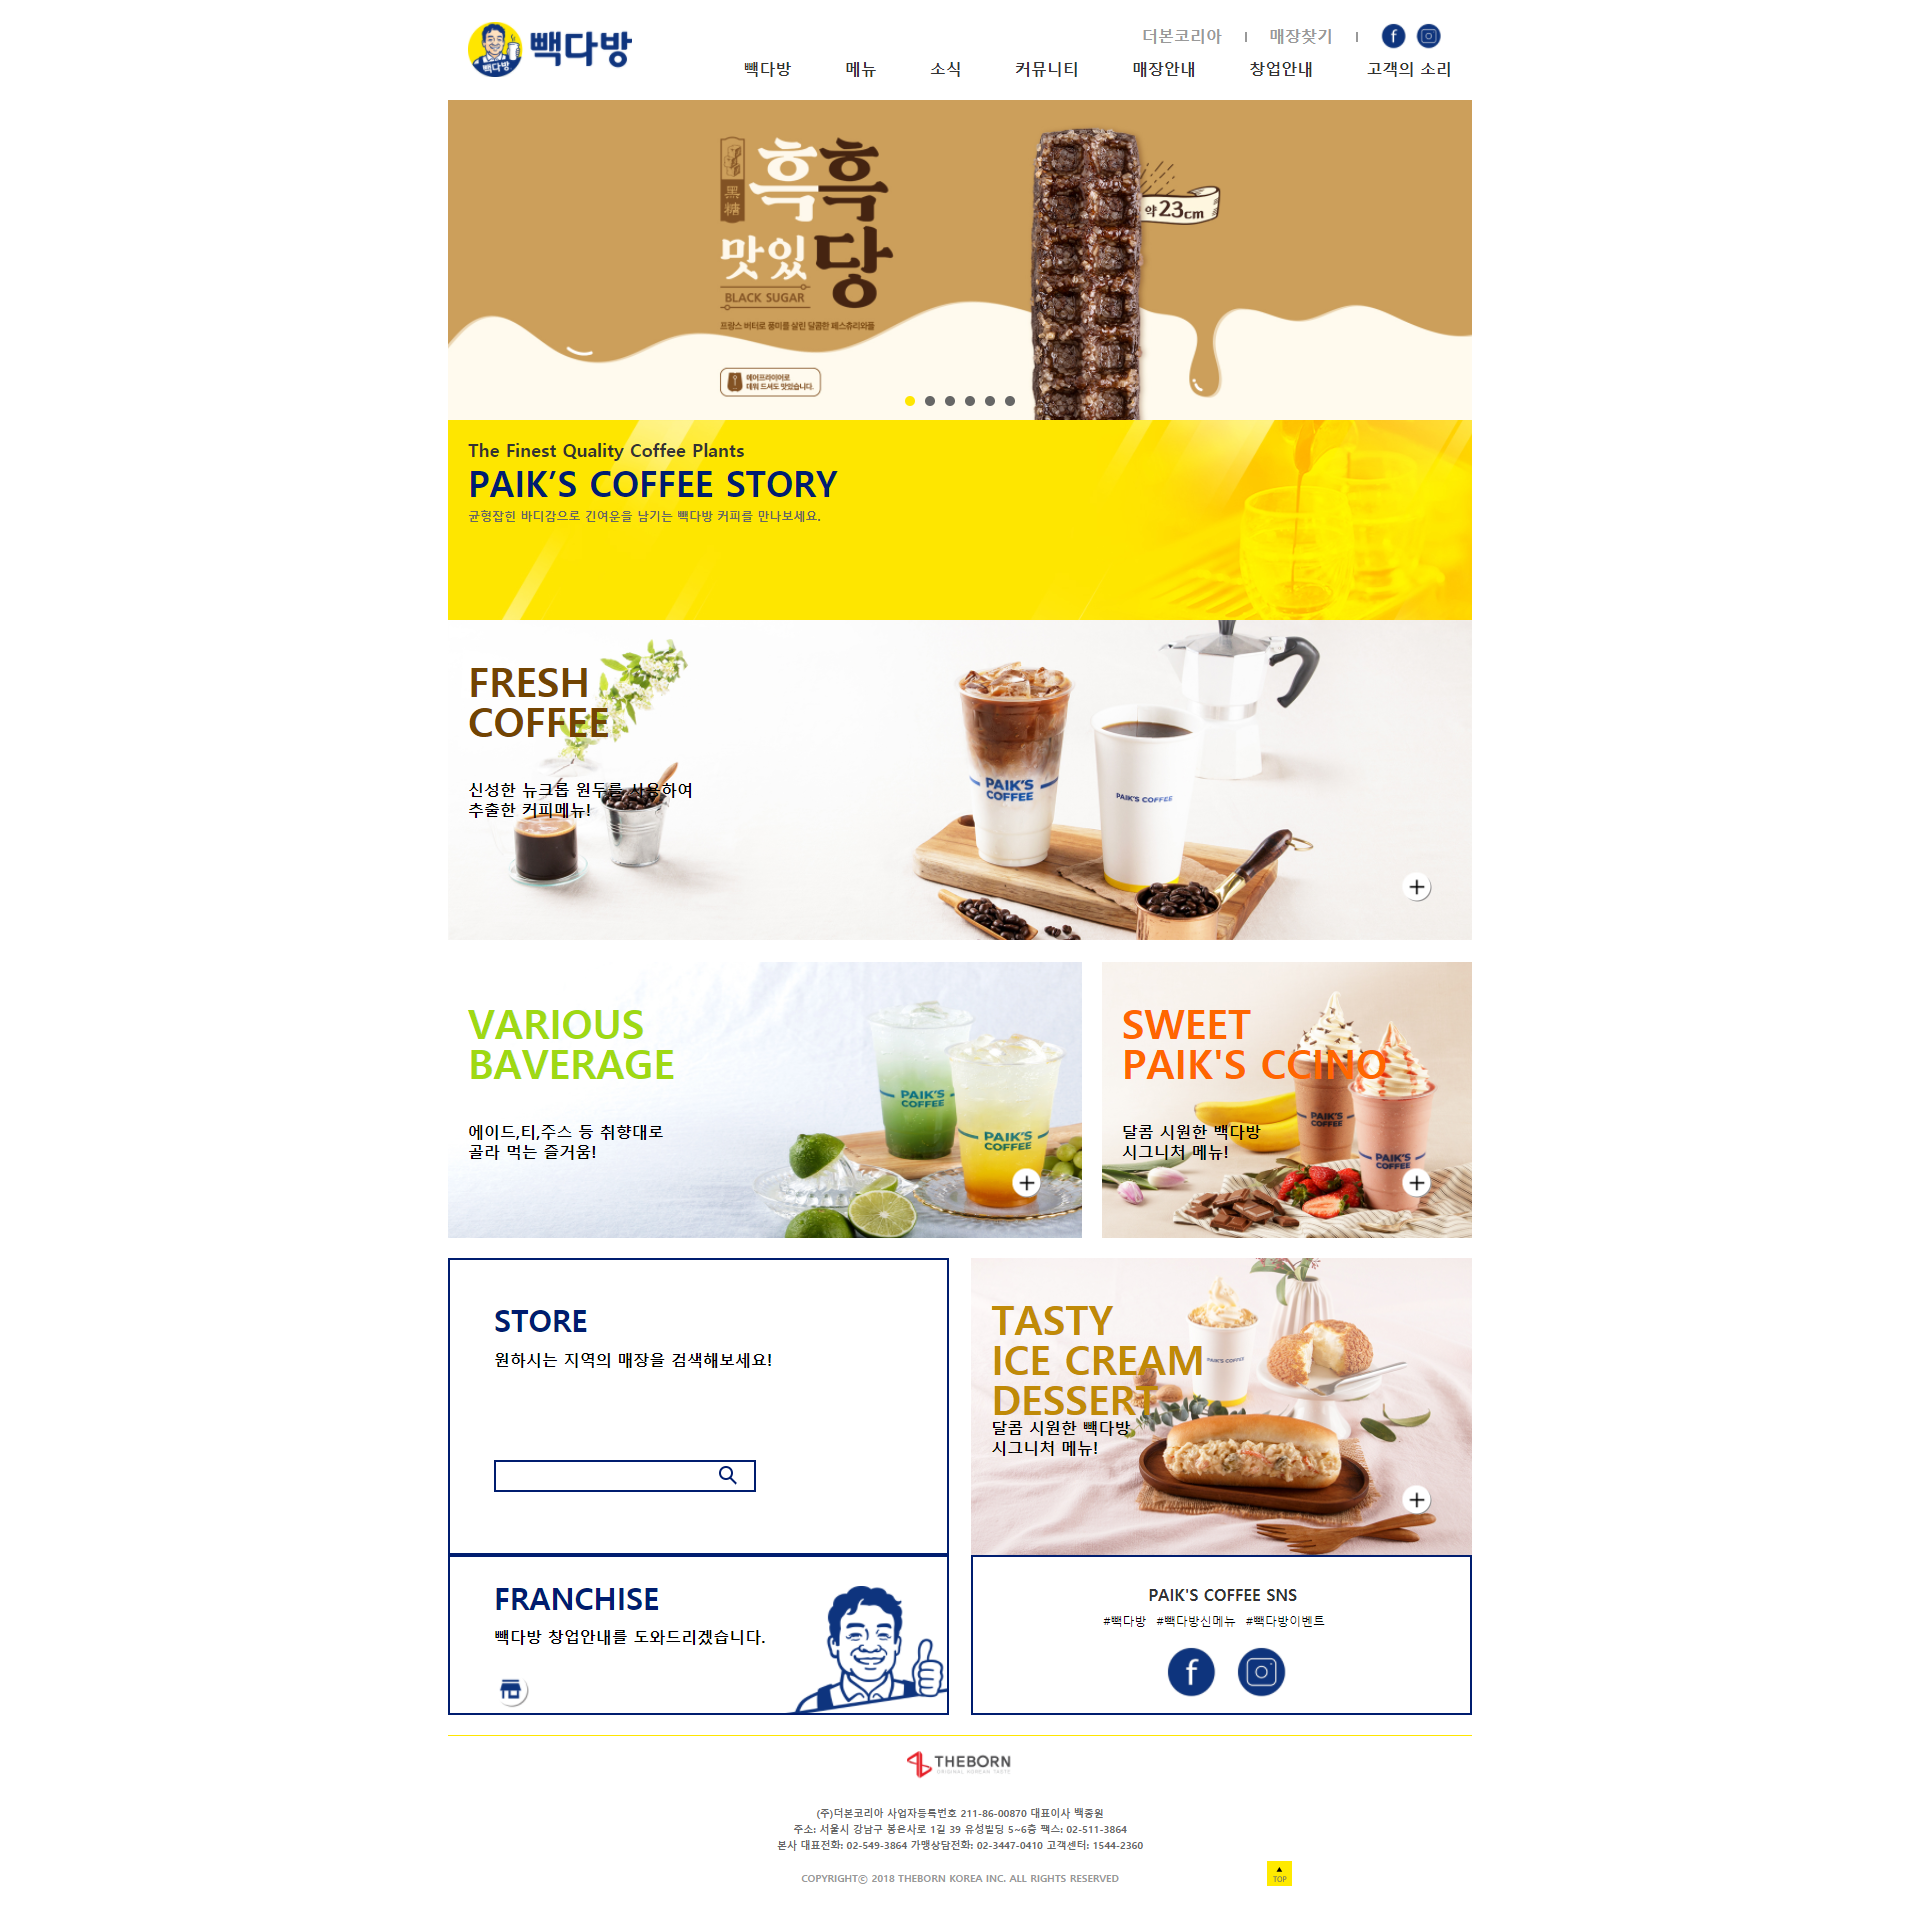 빽다방
빽다방
더본코리아
매장찾기
빽다방
메뉴
소식
커뮤니티
매장안내
창업안내
고객의 소리
黑糖
흑흑
맛있당
BLACK SUGAR
프랑스 버터로 풍미를 살린 달콤한 페스츄리와플
에어프라이어로
데워 드셔도 맛있습니다.
약23cm
The Finest Quality Coffee Plants
PAIK’S COFFEE STORY
균형잡힌 바디감으로 긴여운을 남기는 빽다방 커피를 만나보세요.
FRESH
COFFEE
신성한 뉴크롭 원두를 사용하여
추출한 커피메뉴!
PAIK'S
COFFEE
PAIK'S COFFEE
VARIOUS
BAVERAGE
에이드,티,주스 등 취향대로
골라 먹는 즐거움!
PAIK'S
COFFEE
PAIK'S
COFFEE
SWEET
PAIK'S CCINO
달콤 시원한 빽다방
시그니처 메뉴!
PAIK'S
COFFEE
PAIK'S
COFFEE
STORE
원하시는 지역의 매장을 검색해보세요!
TASTY
ICE CREAM
DESSERT
달콤 시원한 빽다방
시그니처 메뉴!
PAIK'S COFFEE
FRANCHISE
빽다방 창업안내를 도와드리겠습니다.
PAIK'S COFFEE SNS
#빽다방 #빽다방신메뉴 #빽다방이벤트
THEBORN
ORIGINAL KOREAN TASTE
(주)더본코리아 사업자등록번호 211-86-00870 대표이사 백종원
주소: 서울시 강남구 봉은사로 1길 39 유성빌딩 5~6층 팩스: 02-511-3864
본사 대표전화: 02-549-3864 가맹상담전화: 02-3447-0410 고객센터: 1544-2360
COPYRIGHTⓒ 2018 THEBORN KOREA INC. ALL RIGHTS RESERVED
TOP